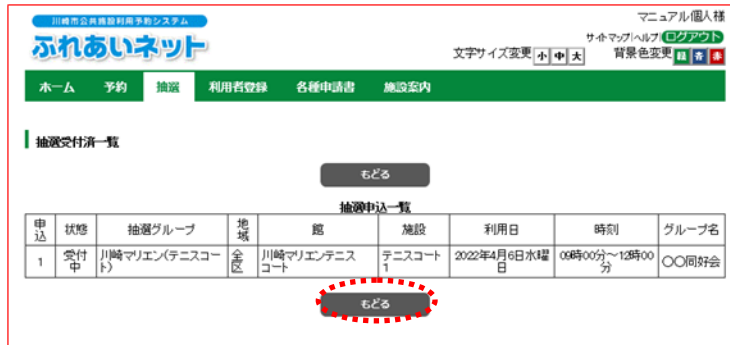 マニュアル個人様
川崎市公共施設利用予約システム
ふれあいネット
サイトマップ|ヘルプ ログアウト
文字サイズ変更 小 中 大 背景色変更 緑 青 赤
ホーム 予約 抽選 利用者登録 各種申請書 施設案内
抽選受付済一覧
もどる
抽選申込一覧
申込 状態 抽選グループ 地域 館 施設 利用日 時刻 グループ名
1 受付中 川崎マリエン(テニスコート) 全区 川崎マリエンテニスコート テニスコート1 2022年4月6日水曜日 09時00分～12時00分 〇〇同好会
もどる